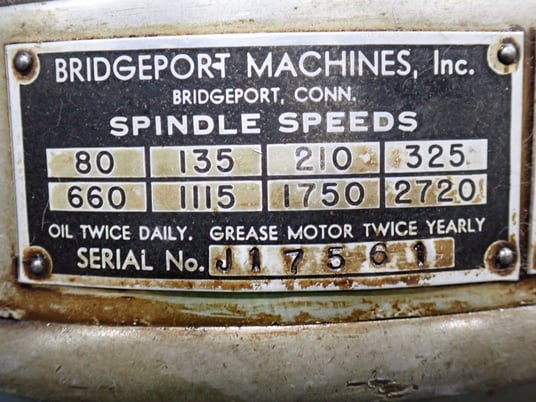 BRIDGEPORT MACHINES, Inc.
BRIDGEPORT, CONN.
SPINDLE SPEEDS
80 135 210 325
660 1115 1750 2720
OIL TWICE DAILY. GREASE MOTOR TWICE YEARLY
SERIAL No. J17561